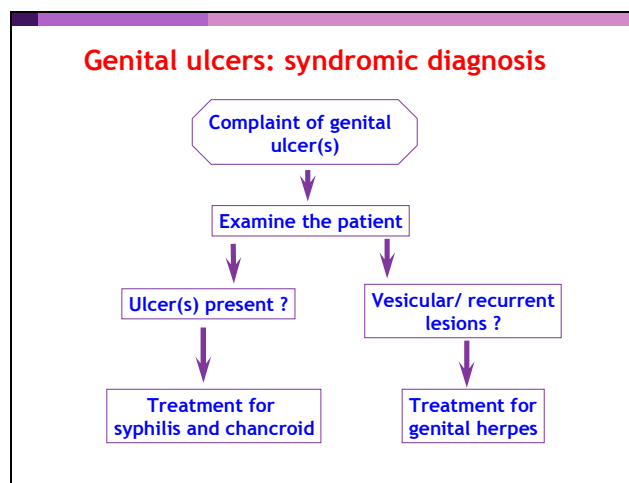 Genital ulcers: syndromic diagnosis
Complaint of genital
ulcer(s)
Examine the patient
Ulcer(s) present ?
Vesicular/ recurrent
lesions ?
Treatment for
syphilis and chancroid
Treatment for
genital herpes